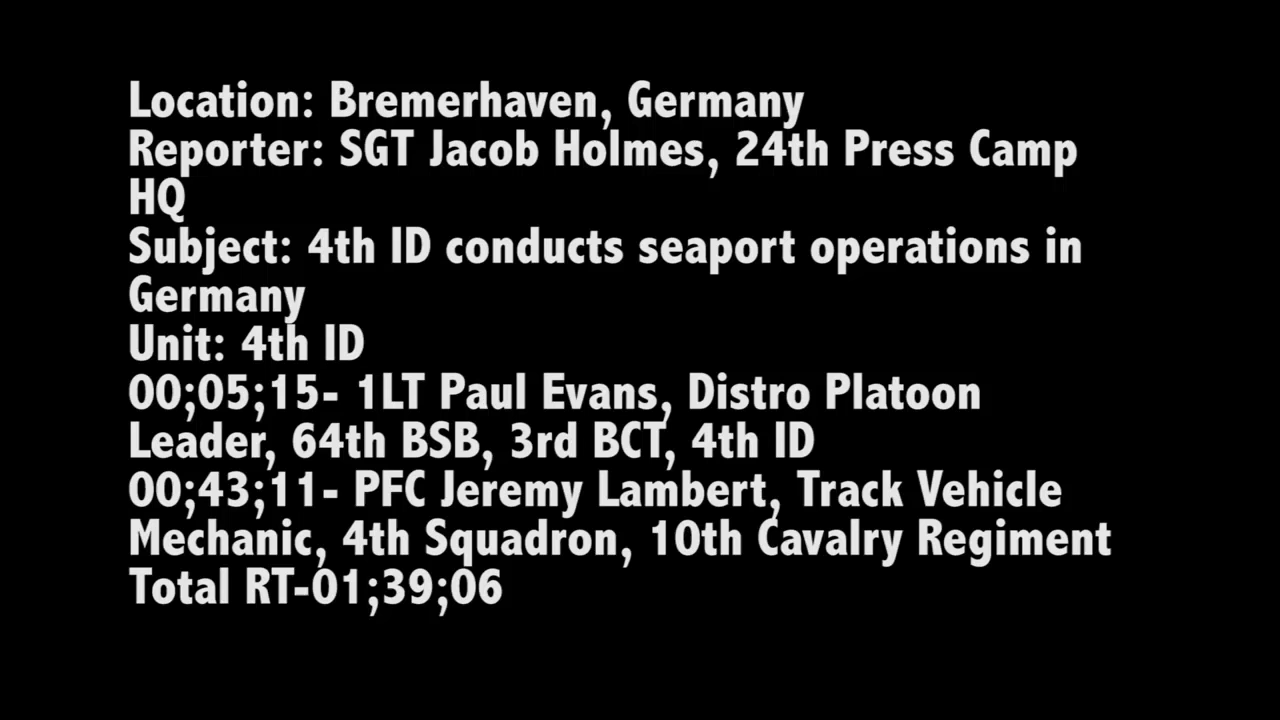 Location: Bremerhaven, Germany
Reporter: SGT Jacob Holmes, 24th Press Camp
HQ
Subject: 4th ID conducts seaport operations in
Germany
Unit: 4th ID
00;05;15- 1LT Paul Evans, Distro Platoon
Leader, 64th BSB, 3rd BCT, 4th ID
00;43;11- PFC Jeremy Lambert, Track Vehicle
Mechanic, 4th Squadron, 10th Cavalry Regiment
Total RT-01;39;06